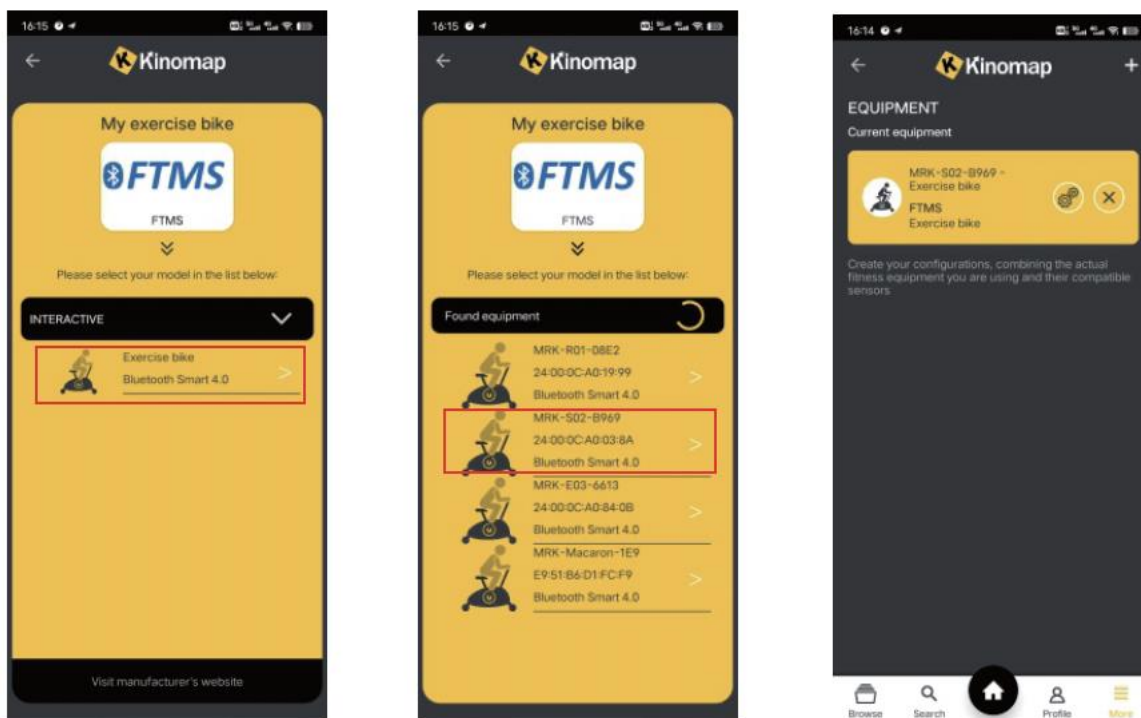 16:15
Kinomap
My exercise bike
FTMS
FTMS
Please select your model in the list below:
INTERACTIVE
Exercise bike
Bluetooth Smart 4.0
Visit manufacturer's website
16:15
Kinomap
My exercise bike
FTMS
FTMS
Please select your model in the list below:
Found equipment
MRK-R01-08E2
24:00:0C:A0:19:99
Bluetooth Smart 4.0
MRK-S02-B969
24:00:0C:A0:03:8A
Bluetooth Smart 4.0
MRK-E03-6613
24:00:0C:A0:84:0B
Bluetooth Smart 4.0
MRK-Macaron-1E9
E9:51:B6:D1:FC:F9
Bluetooth Smart 4.0
16:14
Kinomap
EQUIPMENT
Current equipment
MRK-S02-B969 -
Exercise bike
FTMS
Exercise bike
Create your configurations, combining the actual
fitness equipment you are using and their compatible
sensors
Browse
Search
Profile
More